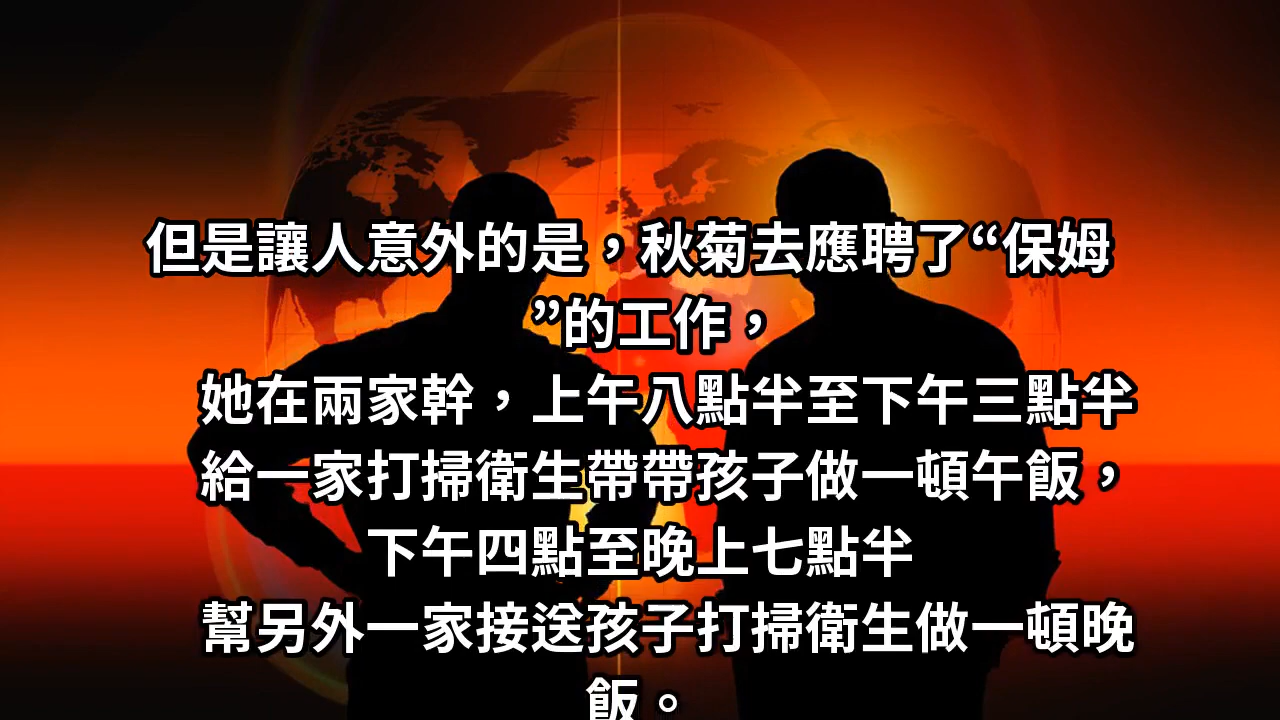 但是讓人意外的是，秋菊去應聘了“保姆
”的工作，
她在兩家幹，上午八點半至下午三點半
給一家打掃衛生帶帶孩子做一頓午飯，
下午四點至晚上七點半
幫另外一家接送孩子打掃衛生做一頓晚
飯。